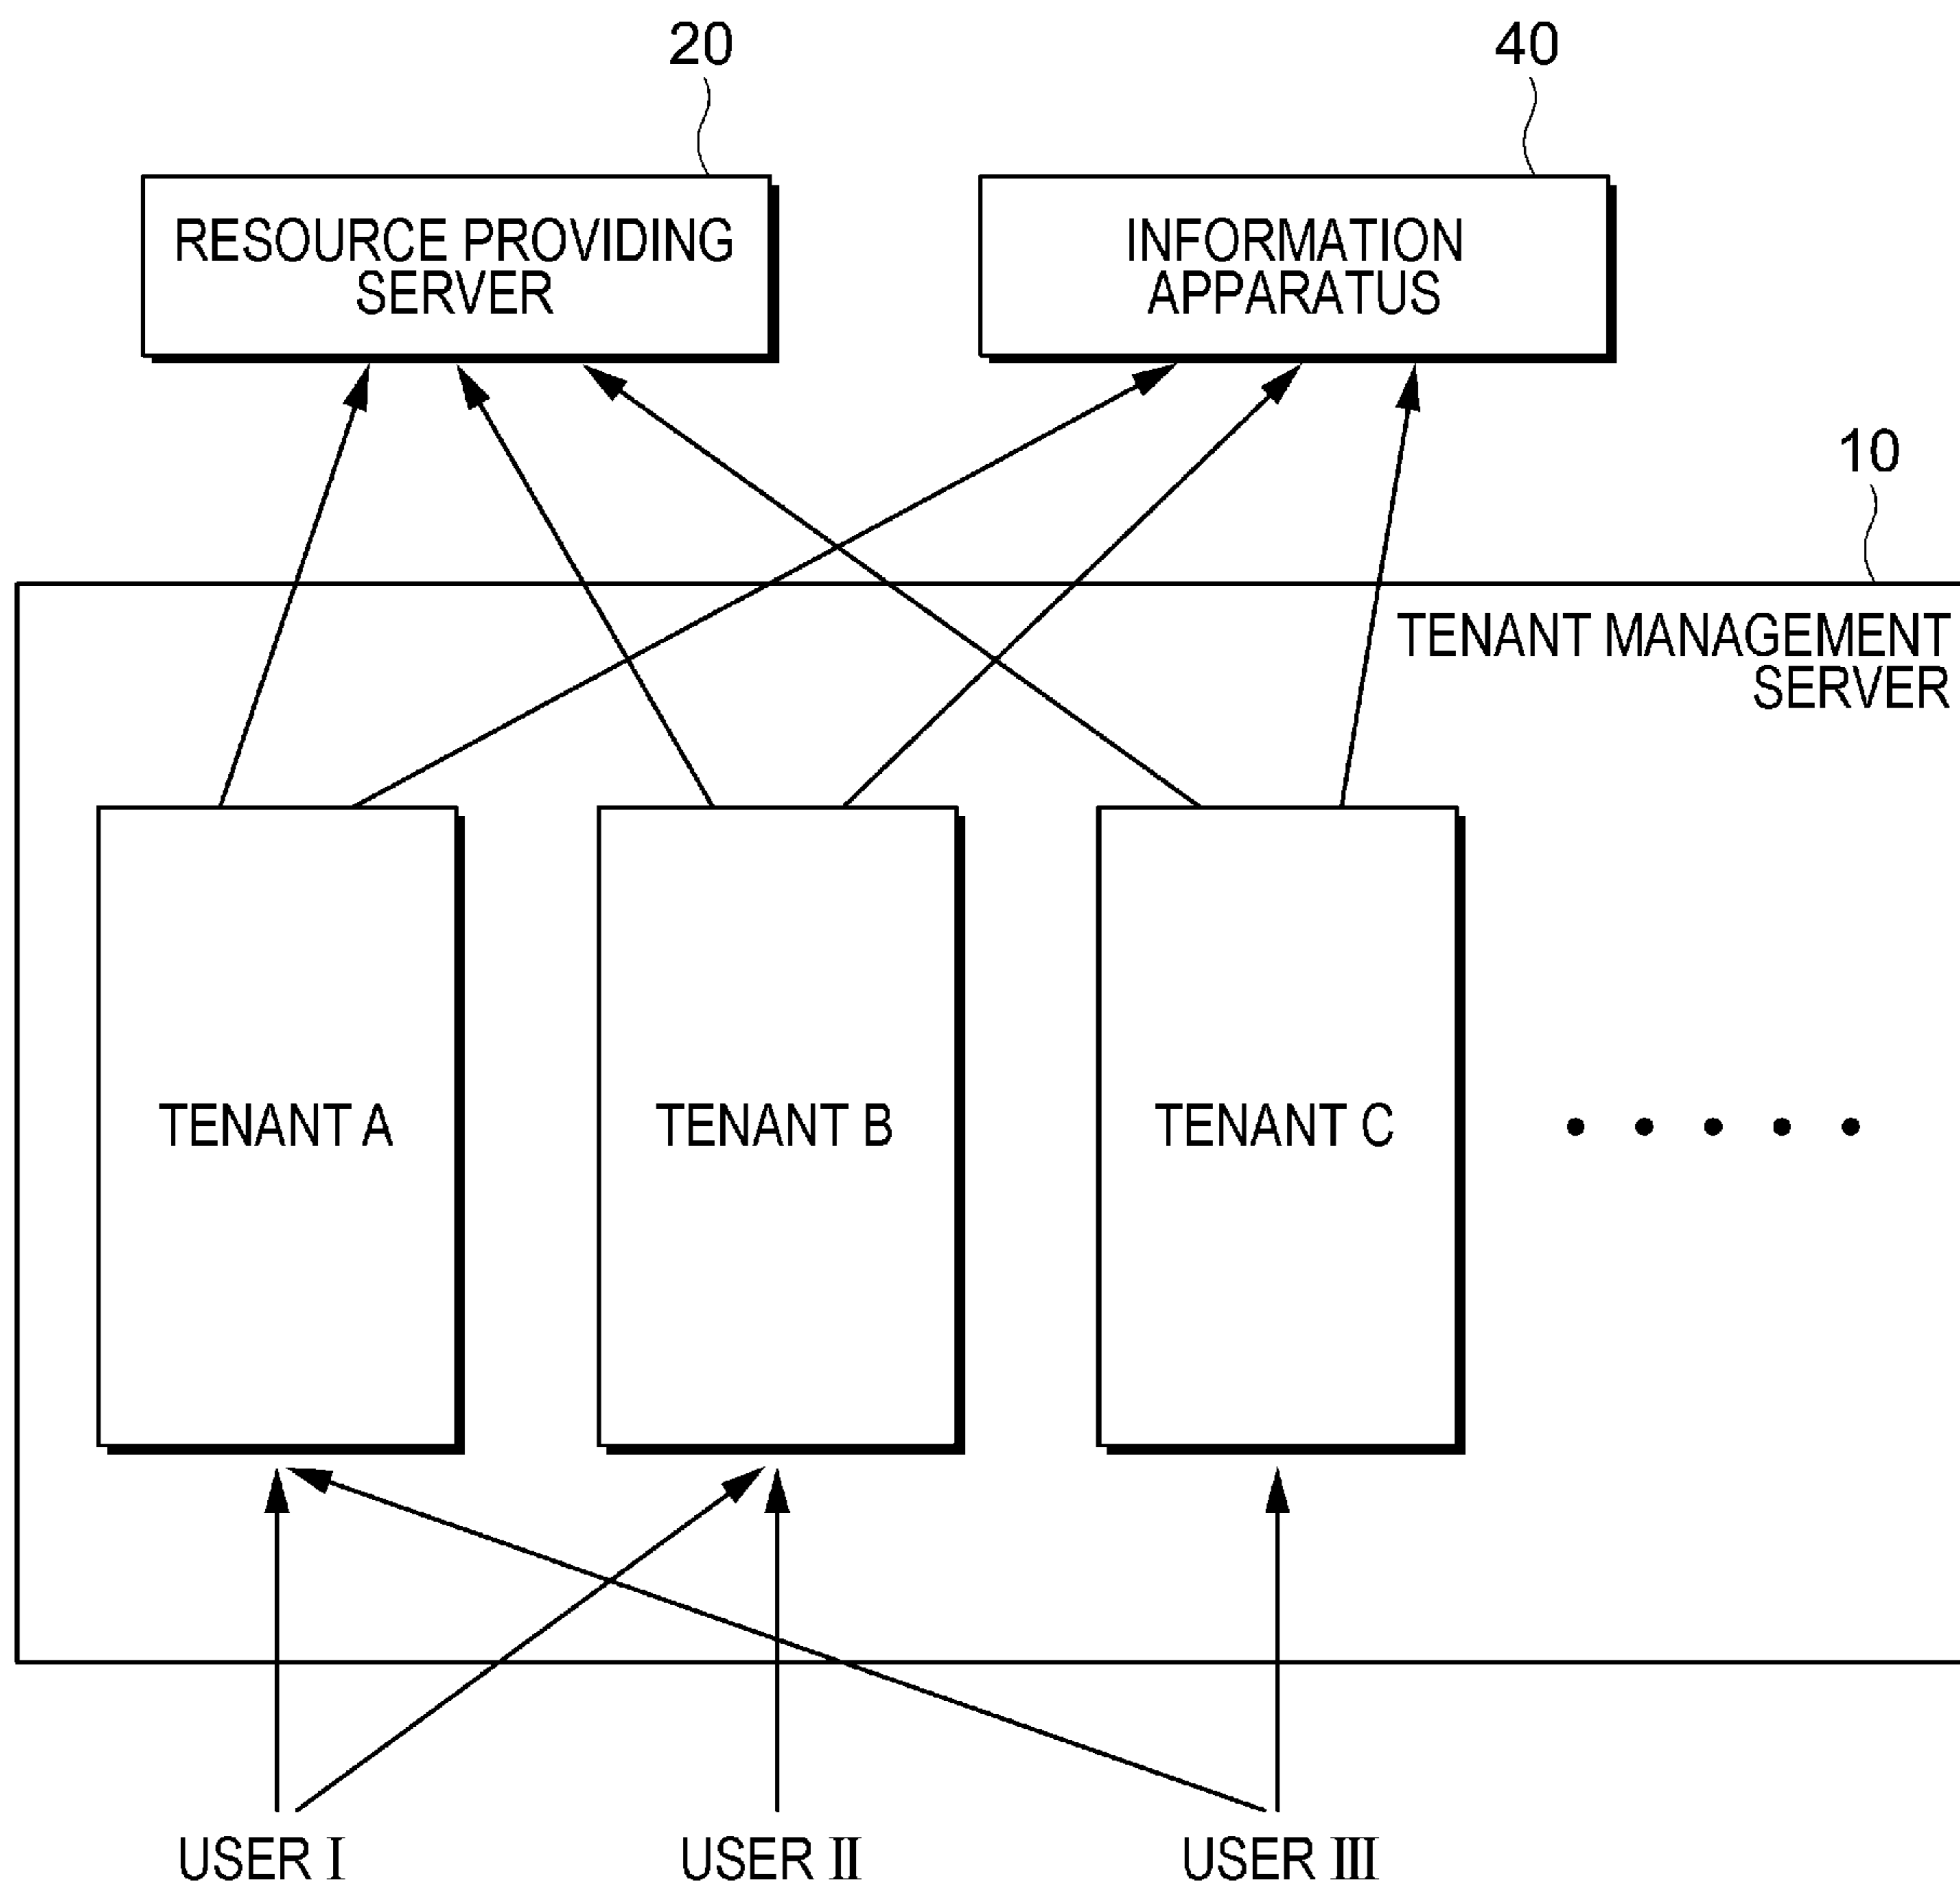 20
40
RESOURCE PROVIDING
SERVER
INFORMATION
APPARATUS
10
TENANT MANAGEMENT
SERVER
TENANT A
TENANT B
TENANT C
USER I
USER II
USER III